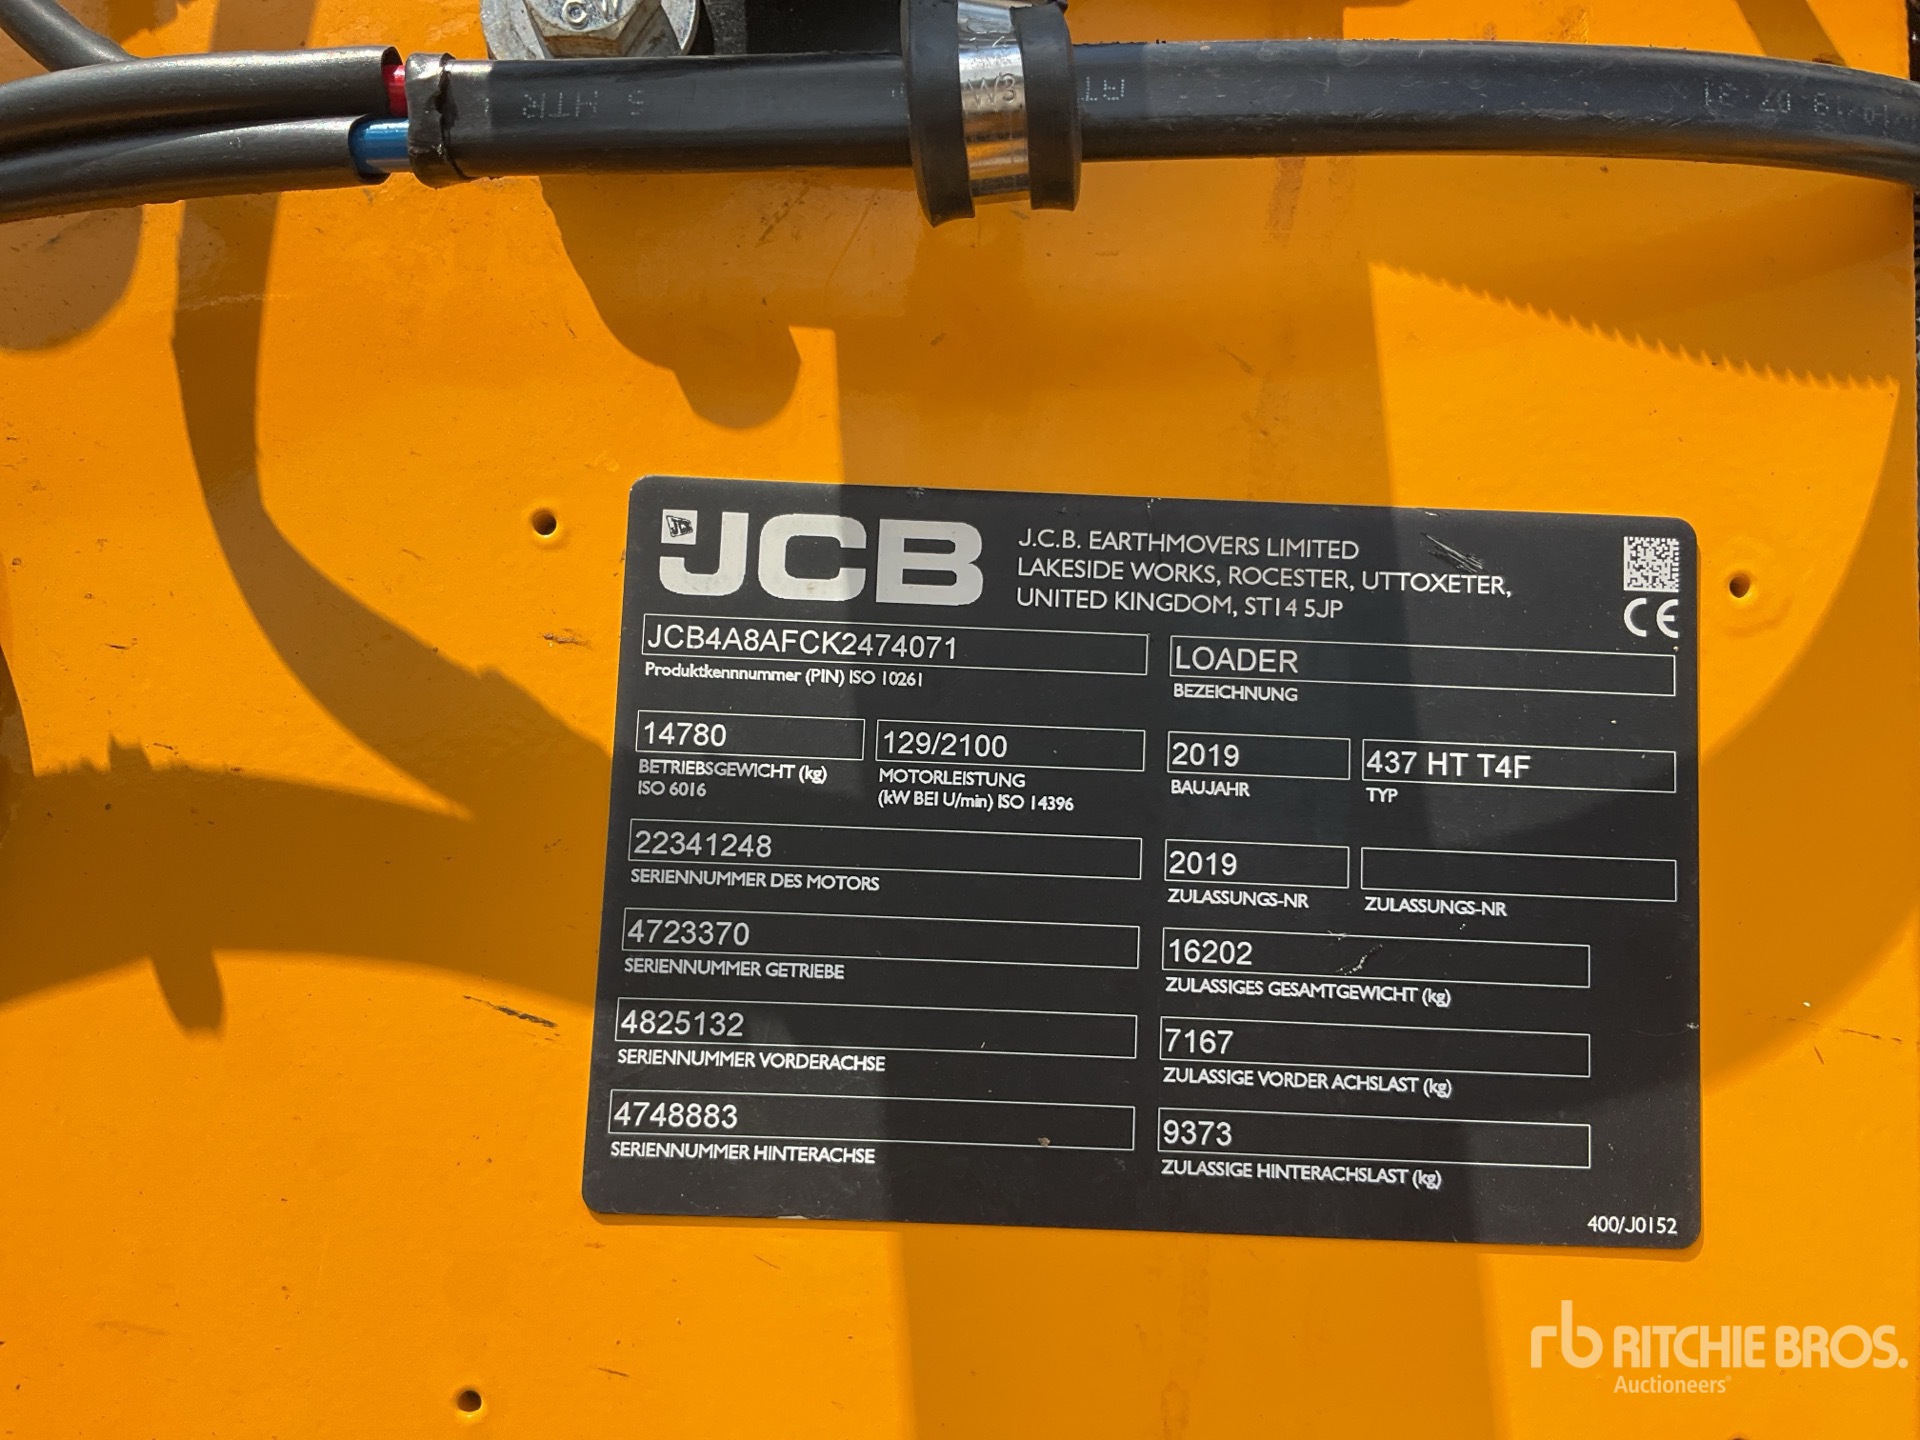 W3
JCB
J.C.B. EARTHMOVERS LIMITED
LAKESIDE WORKS, ROCESTER, UTTOXETER,
UNITED KINGDOM, ST14 5JP
CE
JCB4A8AFCK2474071
Produktkennnummer (PIN) ISO 10261
LOADER
BEZEICHNUNG
14780
BETRIEBSGEWICHT (kg)
ISO 6016
129/2100
MOTORLEISTUNG
(kW BEI U/min) ISO 14396
2019
BAUJAHR
437 HT T4F
TYP
22341248
SERIENNUMMER DES MOTORS
2019
ZULASSUNGS-NR
ZULASSUNGS-NR
4723370
SERIENNUMMER GETRIEBE
16202
ZULASSIGES GESAMTGEWICHT (kg)
4825132
SERIENNUMMER VORDERACHSE
7167
ZULASSIGE VORDER ACHSLAST (kg)
4748883
SERIENNUMMER HINTERACHSE
9373
ZULASSIGE HINTERACHSLAST (kg)
400/J0152
rb RITCHIE BROS.
Auctioneers